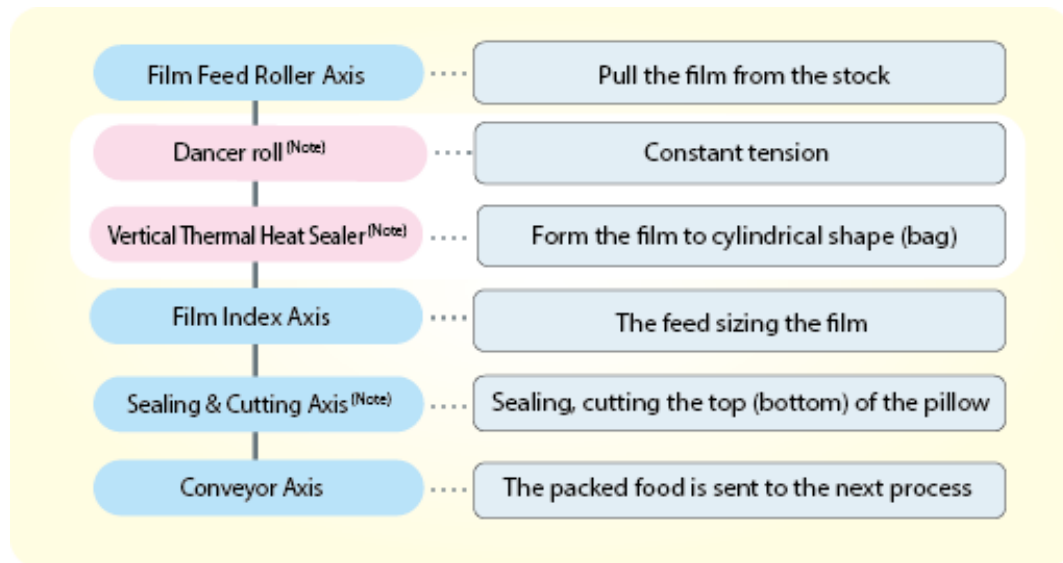 Film Feed Roller Axis
Pull the film from the stock
Dancer roll (Note)
Constant tension
Vertical Thermal Heat Sealer (Note)
Form the film to cylindrical shape (bag)
Film Index Axis
The feed sizing the film
Sealing & Cutting Axis (Note)
Sealing, cutting the top (bottom) of the pillow
Conveyor Axis
The packed food is sent to the next process